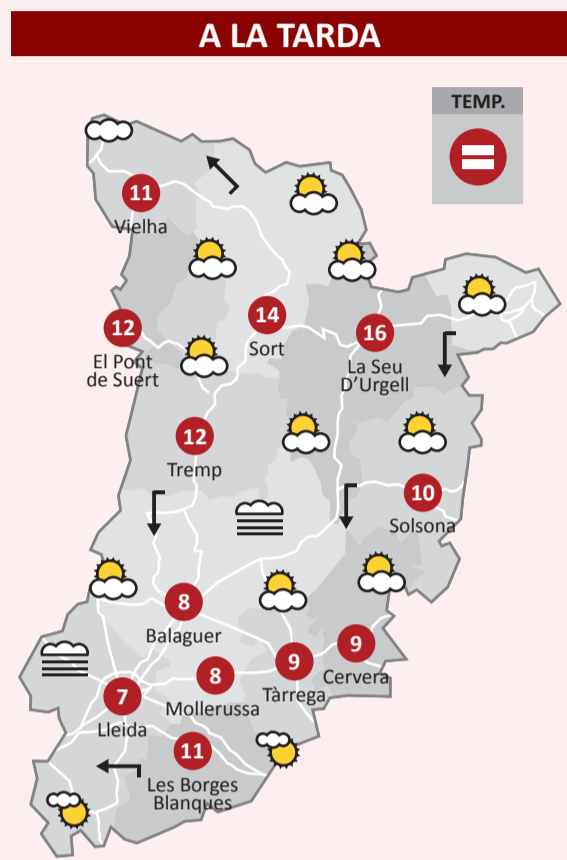 A LA TARDA
TEMP.
11
Vielha
14
Sort
12
El Pont
de Suert
16
La Seu
D'Urgell
12
Tremp
10
Solsona
8
Balaguer
9
Cervera
9
Tàrrega
8
Mollerussa
7
Lleida
11
Les Borges
Blanques